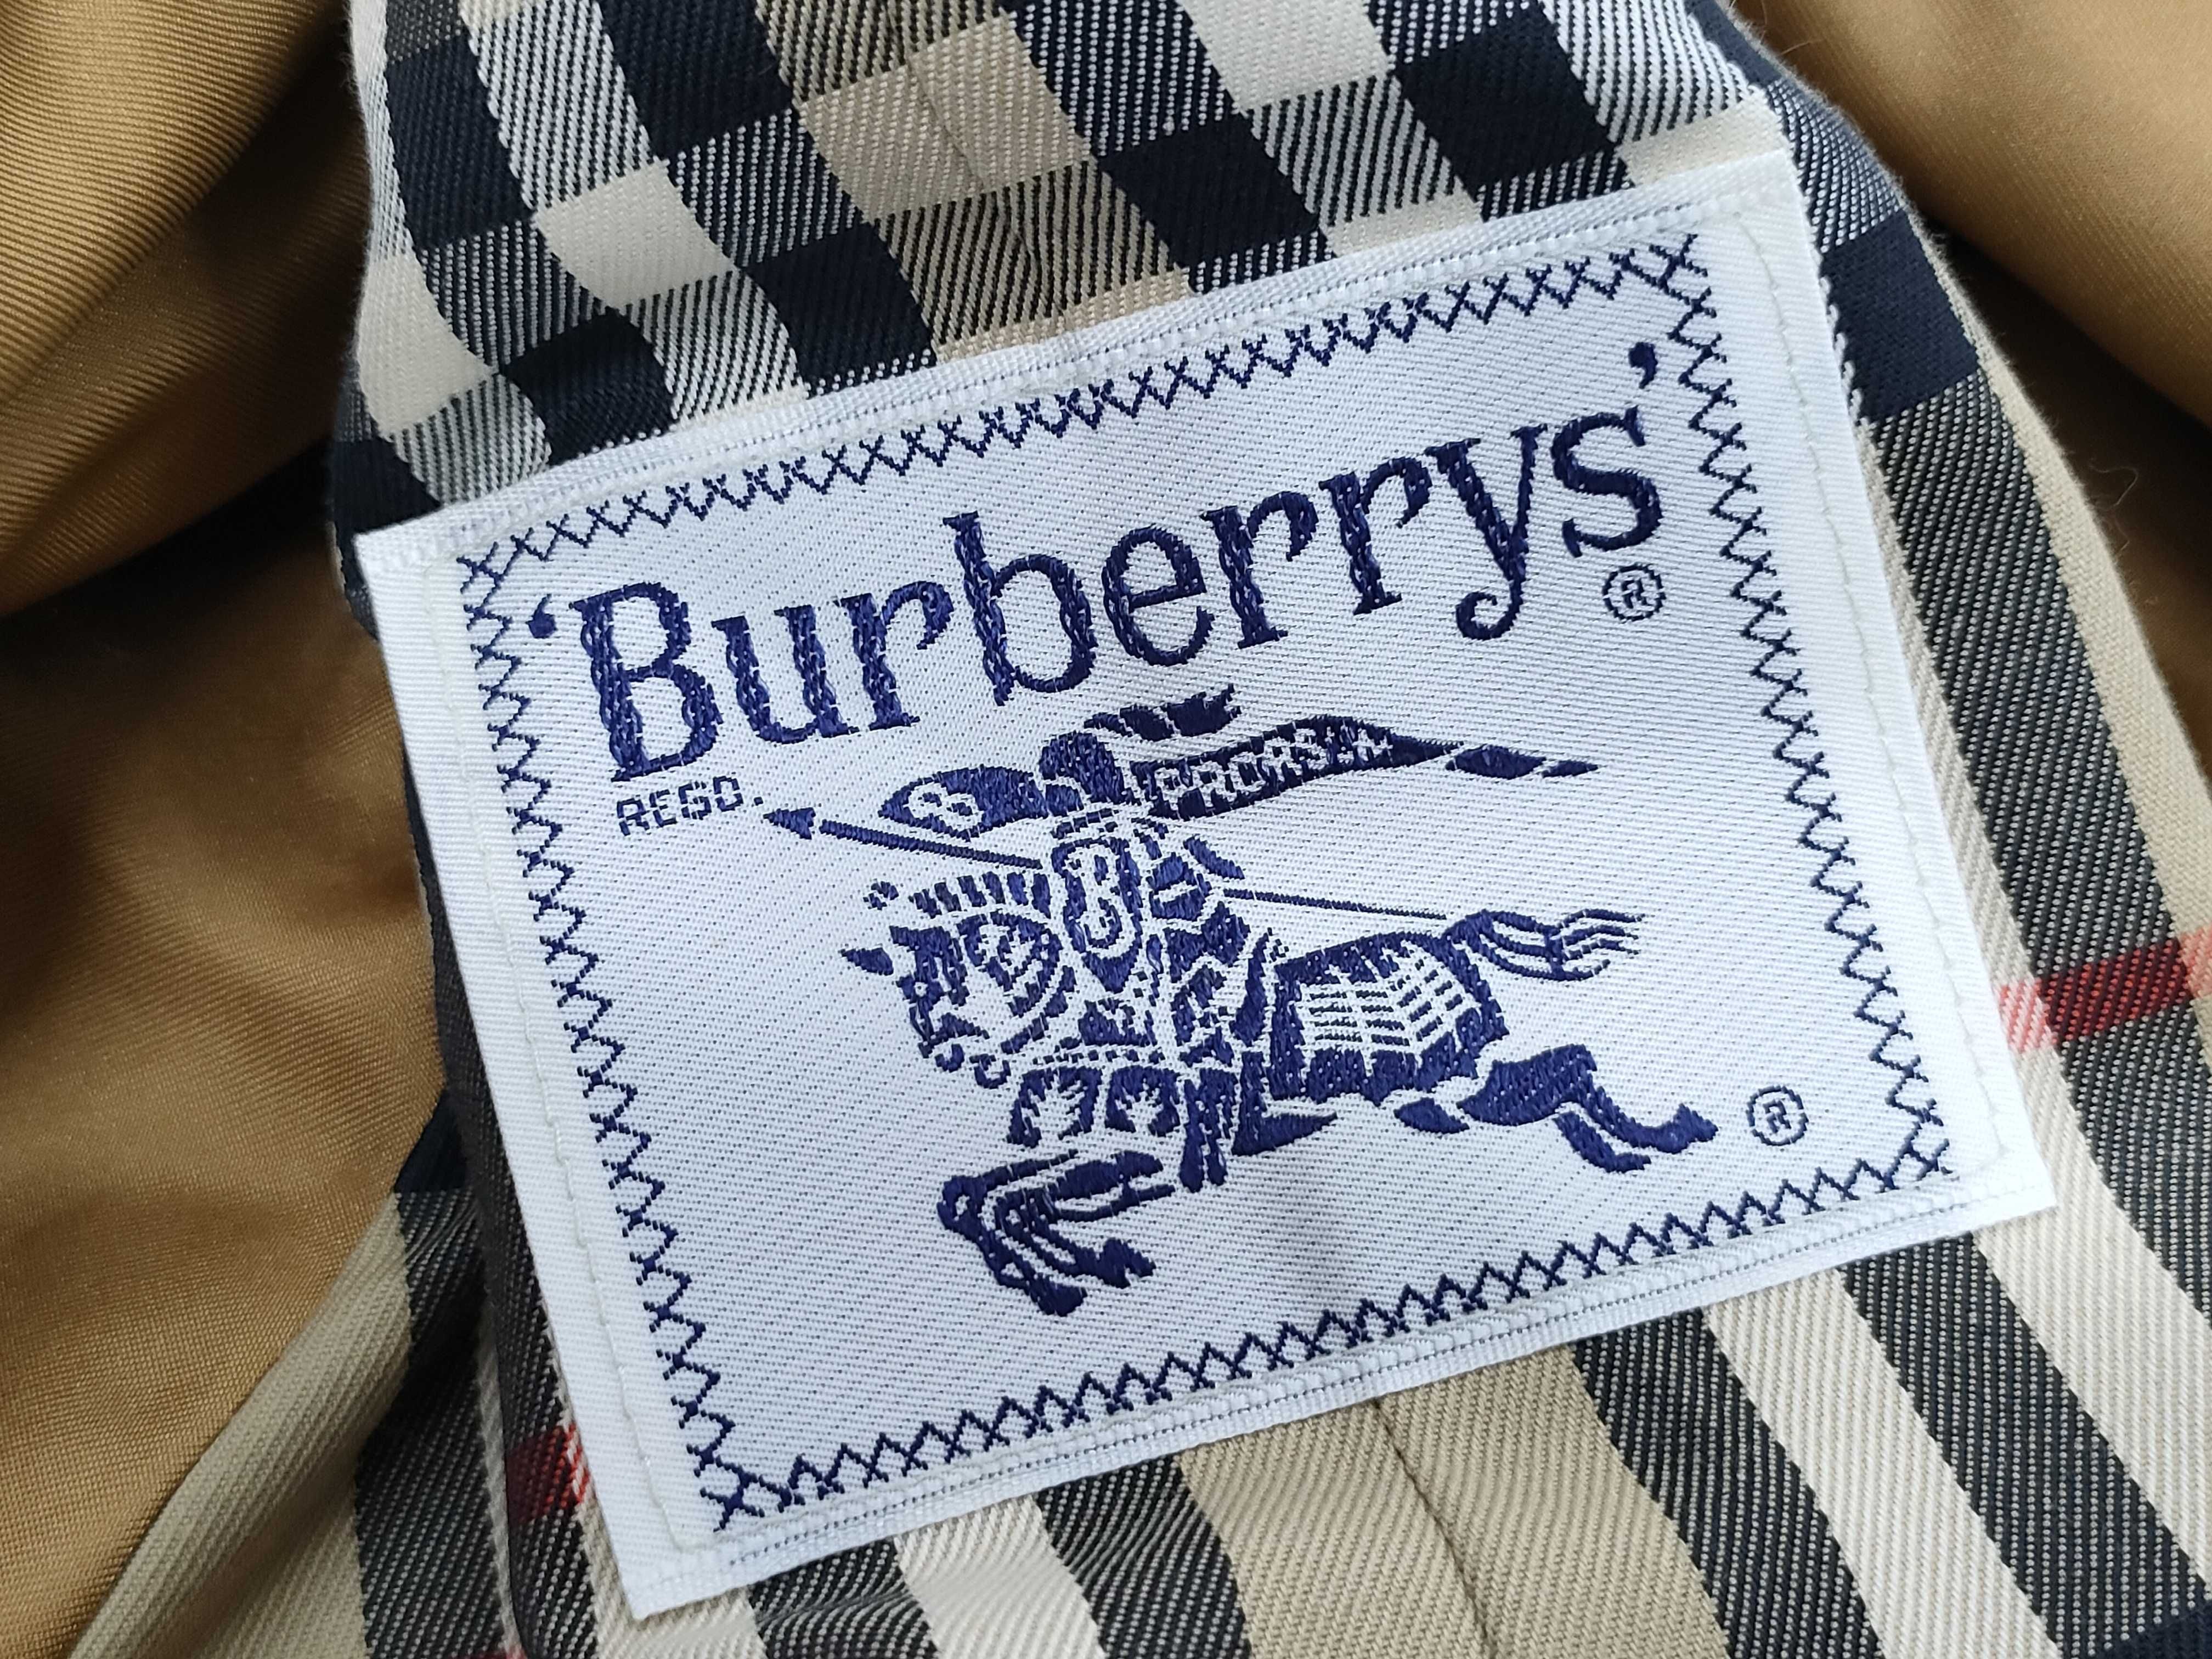 ‘Burberrys’
®
REGD.
PRORSUM
B
®